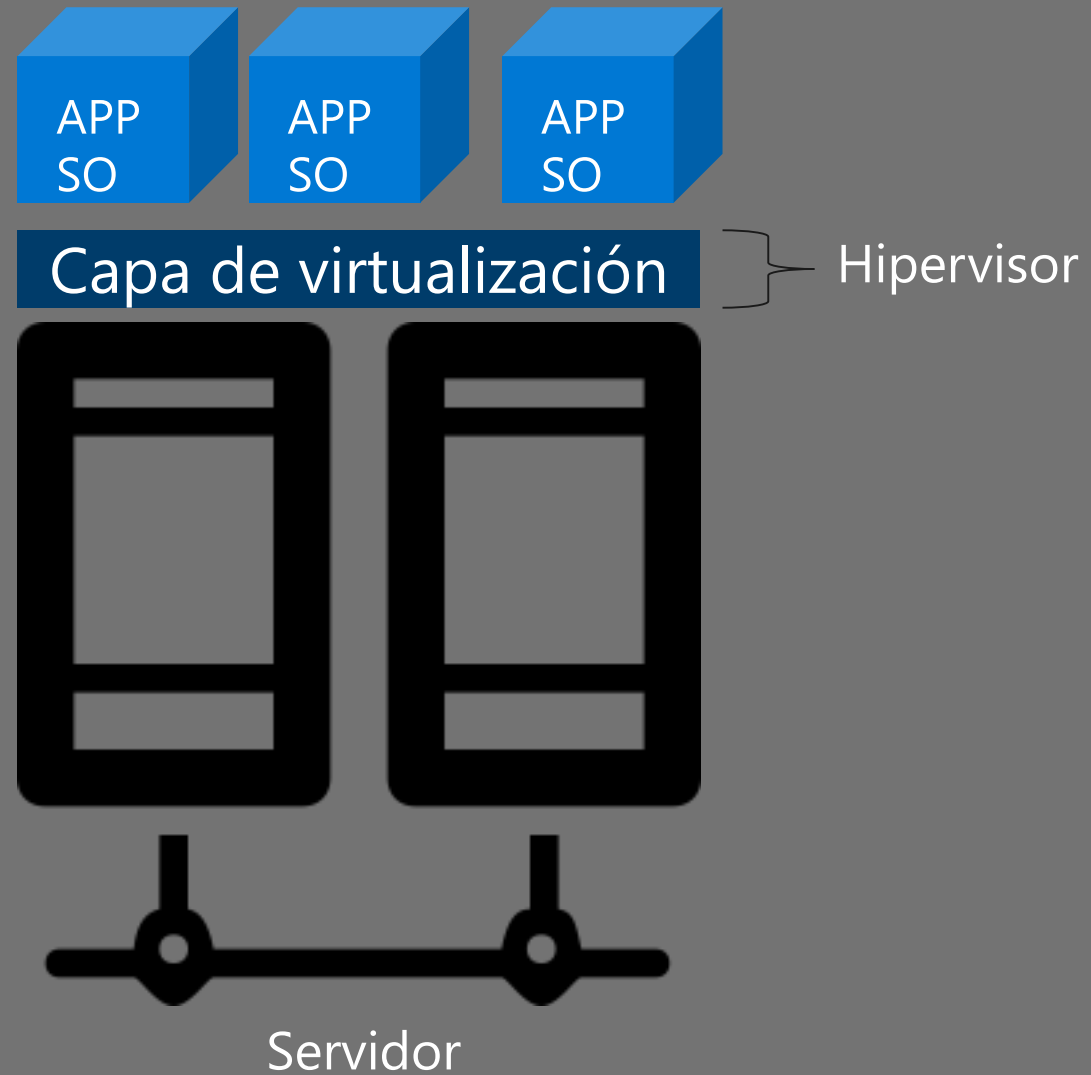 APP
SO
APP
SO
APP
SO
Capa de virtualización
Hipervisor
Servidor